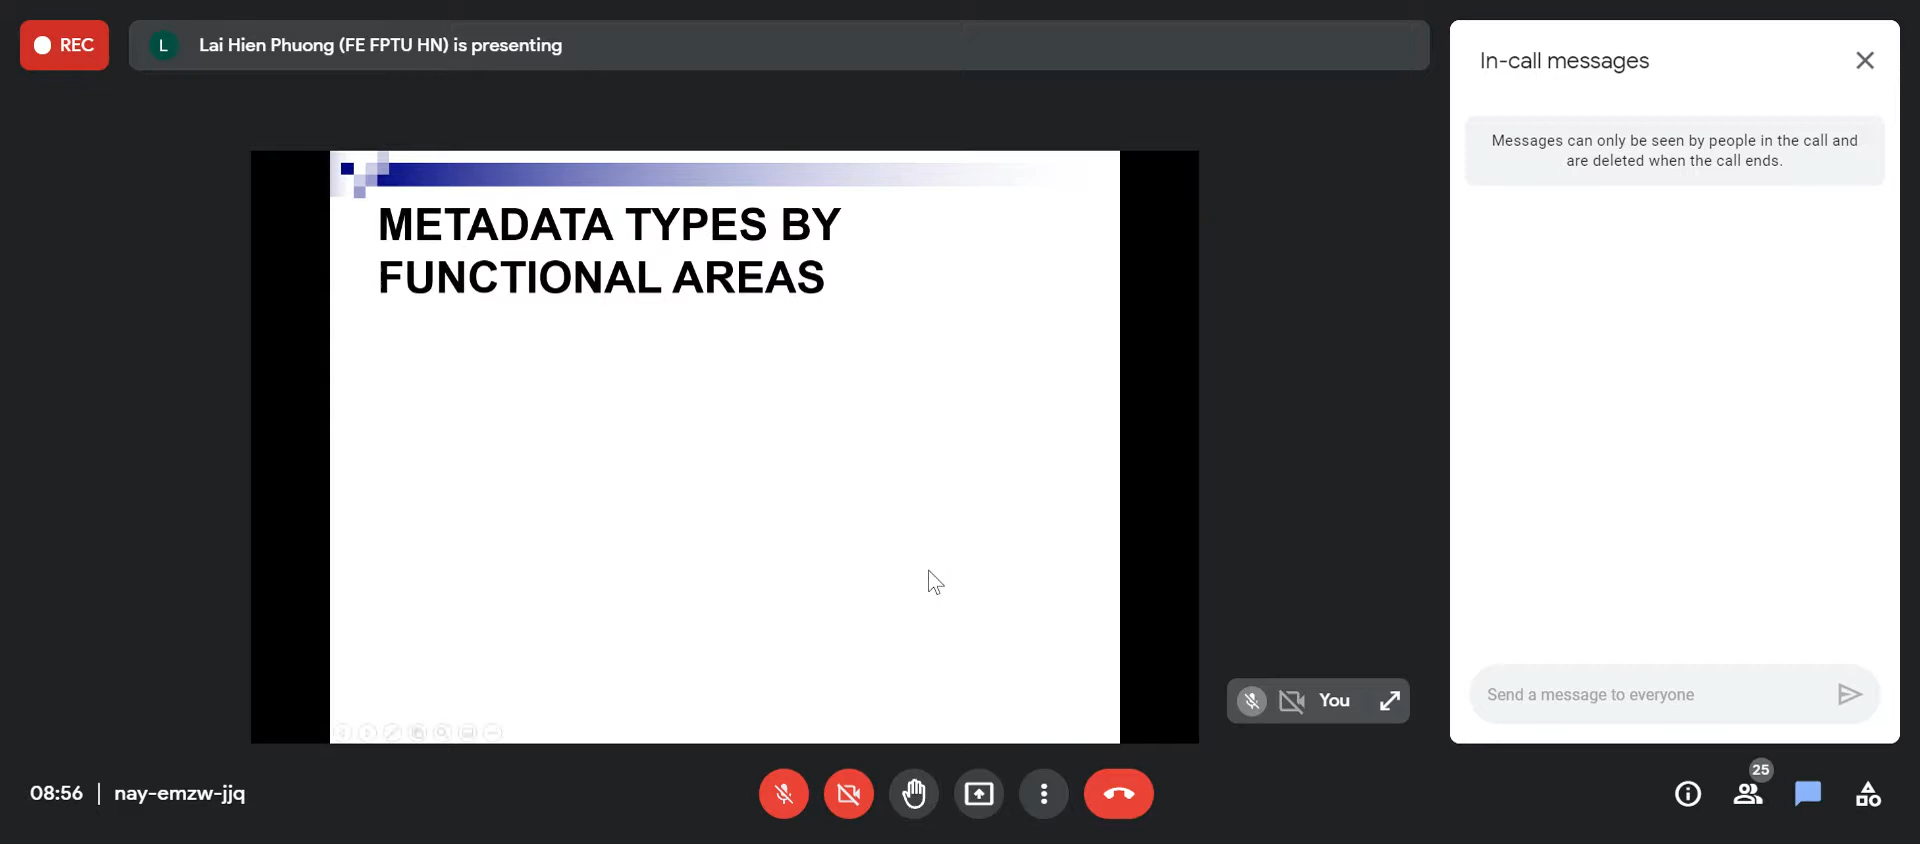 REC
L
Lai Hien Phuong (FE FPTU HN) is presenting
METADATA TYPES BY
FUNCTIONAL AREAS
You
In-call messages
Messages can only be seen by people in the call and
are deleted when the call ends.
Send a message to everyone
08:56 | nay-emzw-jjq
25